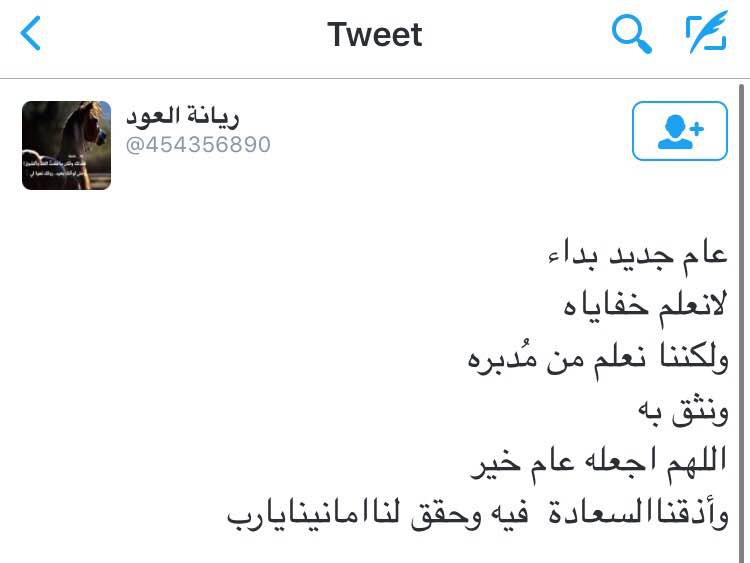 Tweet
ريانة العود
@454356890
عام جديد بداء
لانعلم خفاياه
ولكننا نعلم من مُدبره
ونثق به
اللهم اجعله عام خير
وأذقناالسعادة  فيه وحقق لناامانينايارب